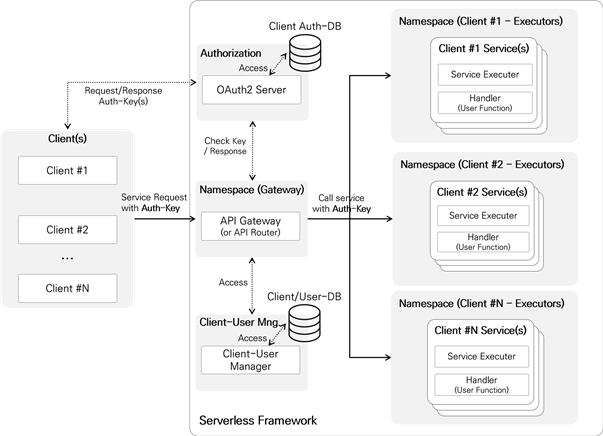 Client Auth-DB
Authorization
Access
OAuth2 Server
Request/Response
Auth-Key(s)
Client(s)
Client #1
Client #2
...
Client #N
Check Key
/ Response
Service Request
with Auth-Key
Namespace (Gateway)
API Gateway
(or API Router)
Call service
with Auth-Key
Access
Client/User-DB
Client-User Mng.
Access
Client-User
Manager
Serverless Framework
Namespace (Client #1 - Executors)
Client #1 Service(s)
Service Executer
Handler
(User Function)
Namespace (Client #2 - Executors)
Client #2 Service(s)
Service Executer
Handler
(User Function)
Namespace (Client #N - Executors)
Client #N Service(s)
Service Executer
Handler
(User Function)